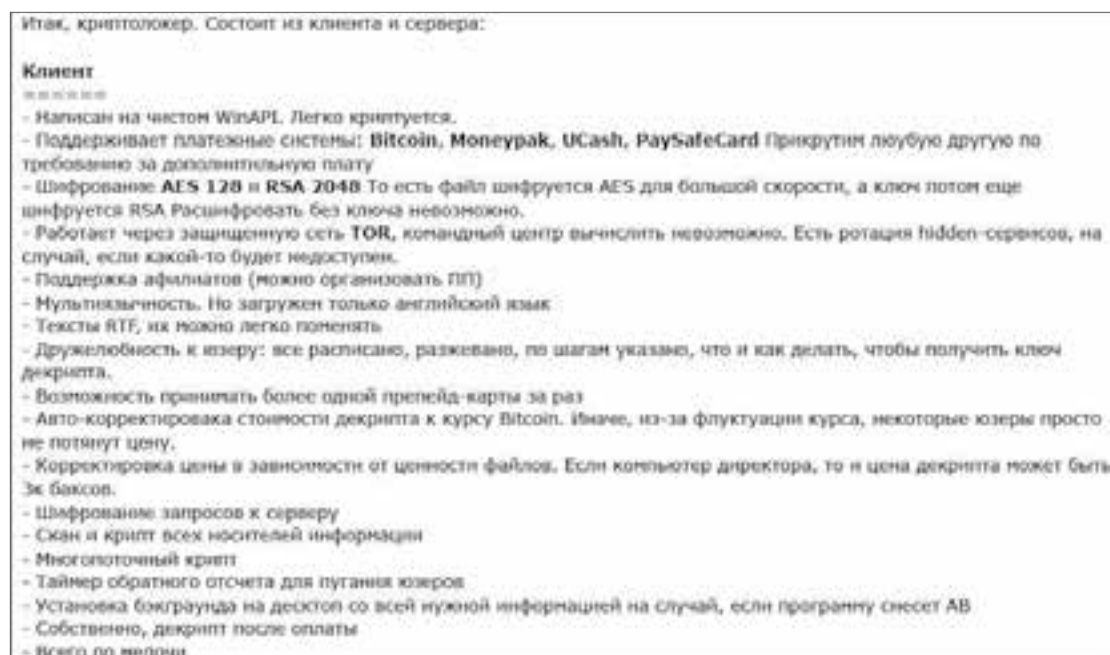 Итак, криптолокер. Состоит из клиента и сервера:
Клиент
======
- Написан на чистом WinAPI. Легко криптуется.
- Поддерживает платежные системы: Bitcoin, Moneypak, UCash, PaySafeCard Прикрутим любую другую по
требованию за дополнительную плату
- Шифрование AES 128 и RSA 2048 То есть файл шифруется AES для большой скорости, а ключ потом еще
шифруется RSA Расшифровать без ключа невозможно.
- Работает через защищенную сеть TOR, командный центр вычислить невозможно. Есть ротация hidden-сервисов, на
случай, если какой-то будет недоступен.
- Поддержка афилиатов (можно организовать ПП)
- Мультиязычность. Но загружен только английский язык
- Тексты RTF, их можно легко поменять
- Дружелюбность к юзеру: все расписано, разжевано, по шагам указано, что и как делать, чтобы получить ключ
декрипта.
- Возможность принимать более одной препейд-карты за раз
- Авто-корректировака стоимости декрипта к курсу Bitcoin. Иначе, из-за флуктуации курса, некоторые юзеры просто
не потянут цену.
- Корректировка цены в зависимости от ценности файлов. Если компьютер директора, то и цена декрипта может быть
3к баксов.
- Шифрование запросов к серверу
- Скан и крипт всех носителей информации
- Многопоточный крипт
- Таймер обратного отсчета для пугания юзеров
- Установка бэкграунда на десктоп со всей нужной информацией на случай, если программу снесет АВ
- Собственно, декрипт после оплаты
- Всего по мелочи